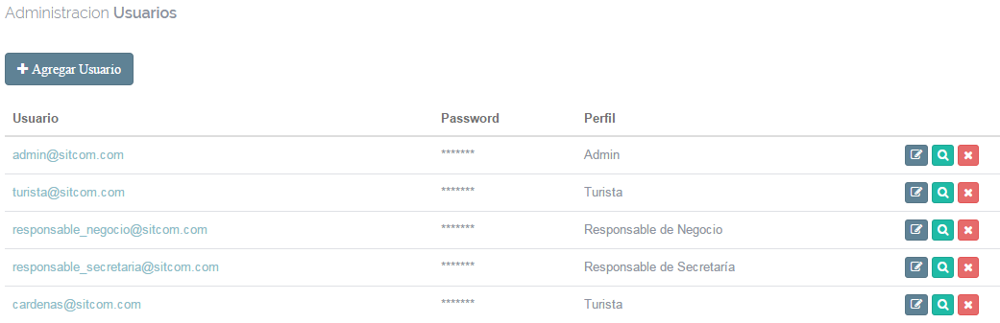 Administracion Usuarios
Agregar Usuario
Usuario Password Perfil
admin@sitcom.com ******* Admin
turista@sitcom.com ******* Turista
responsable_negocio@sitcom.com ******* Responsable de Negocio
responsable_secretaria@sitcom.com ******* Responsable de Secretaría
cardenas@sitcom.com ******* Turista